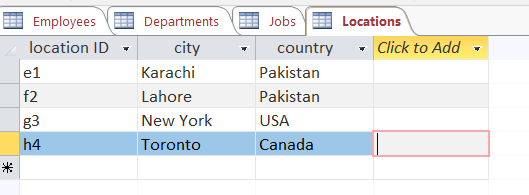 Employees Departments Jobs Locations
location ID city country Click to Add
e1 Karachi Pakistan
f2 Lahore Pakistan
g3 New York USA
h4 Toronto Canada